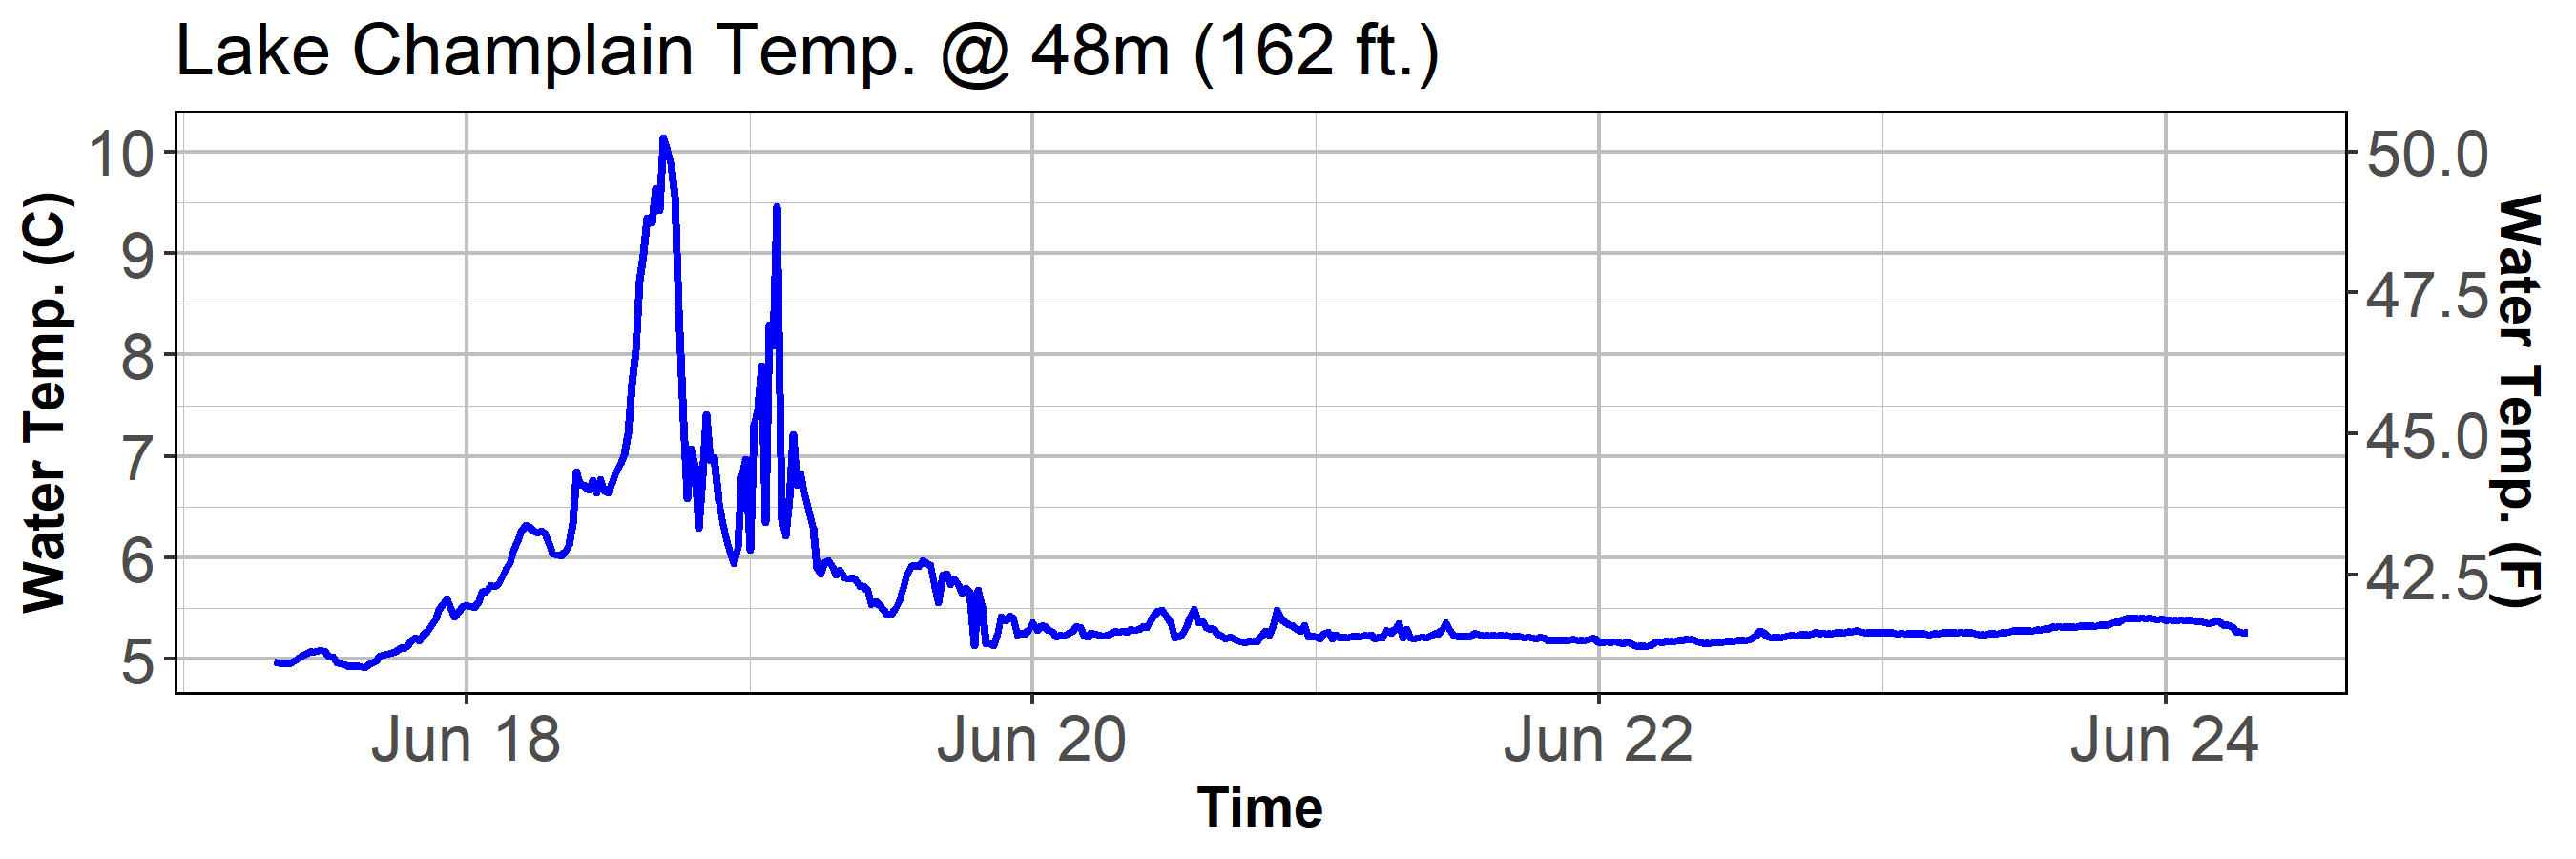 Lake Champlain Temp. @ 48m (162 ft.)
Water Temp. (C)
10
9
8
7
6
5
50.0
47.5
45.0
42.5
Water Temp. (F)
Jun 18
Jun 20
Jun 22
Jun 24
Time